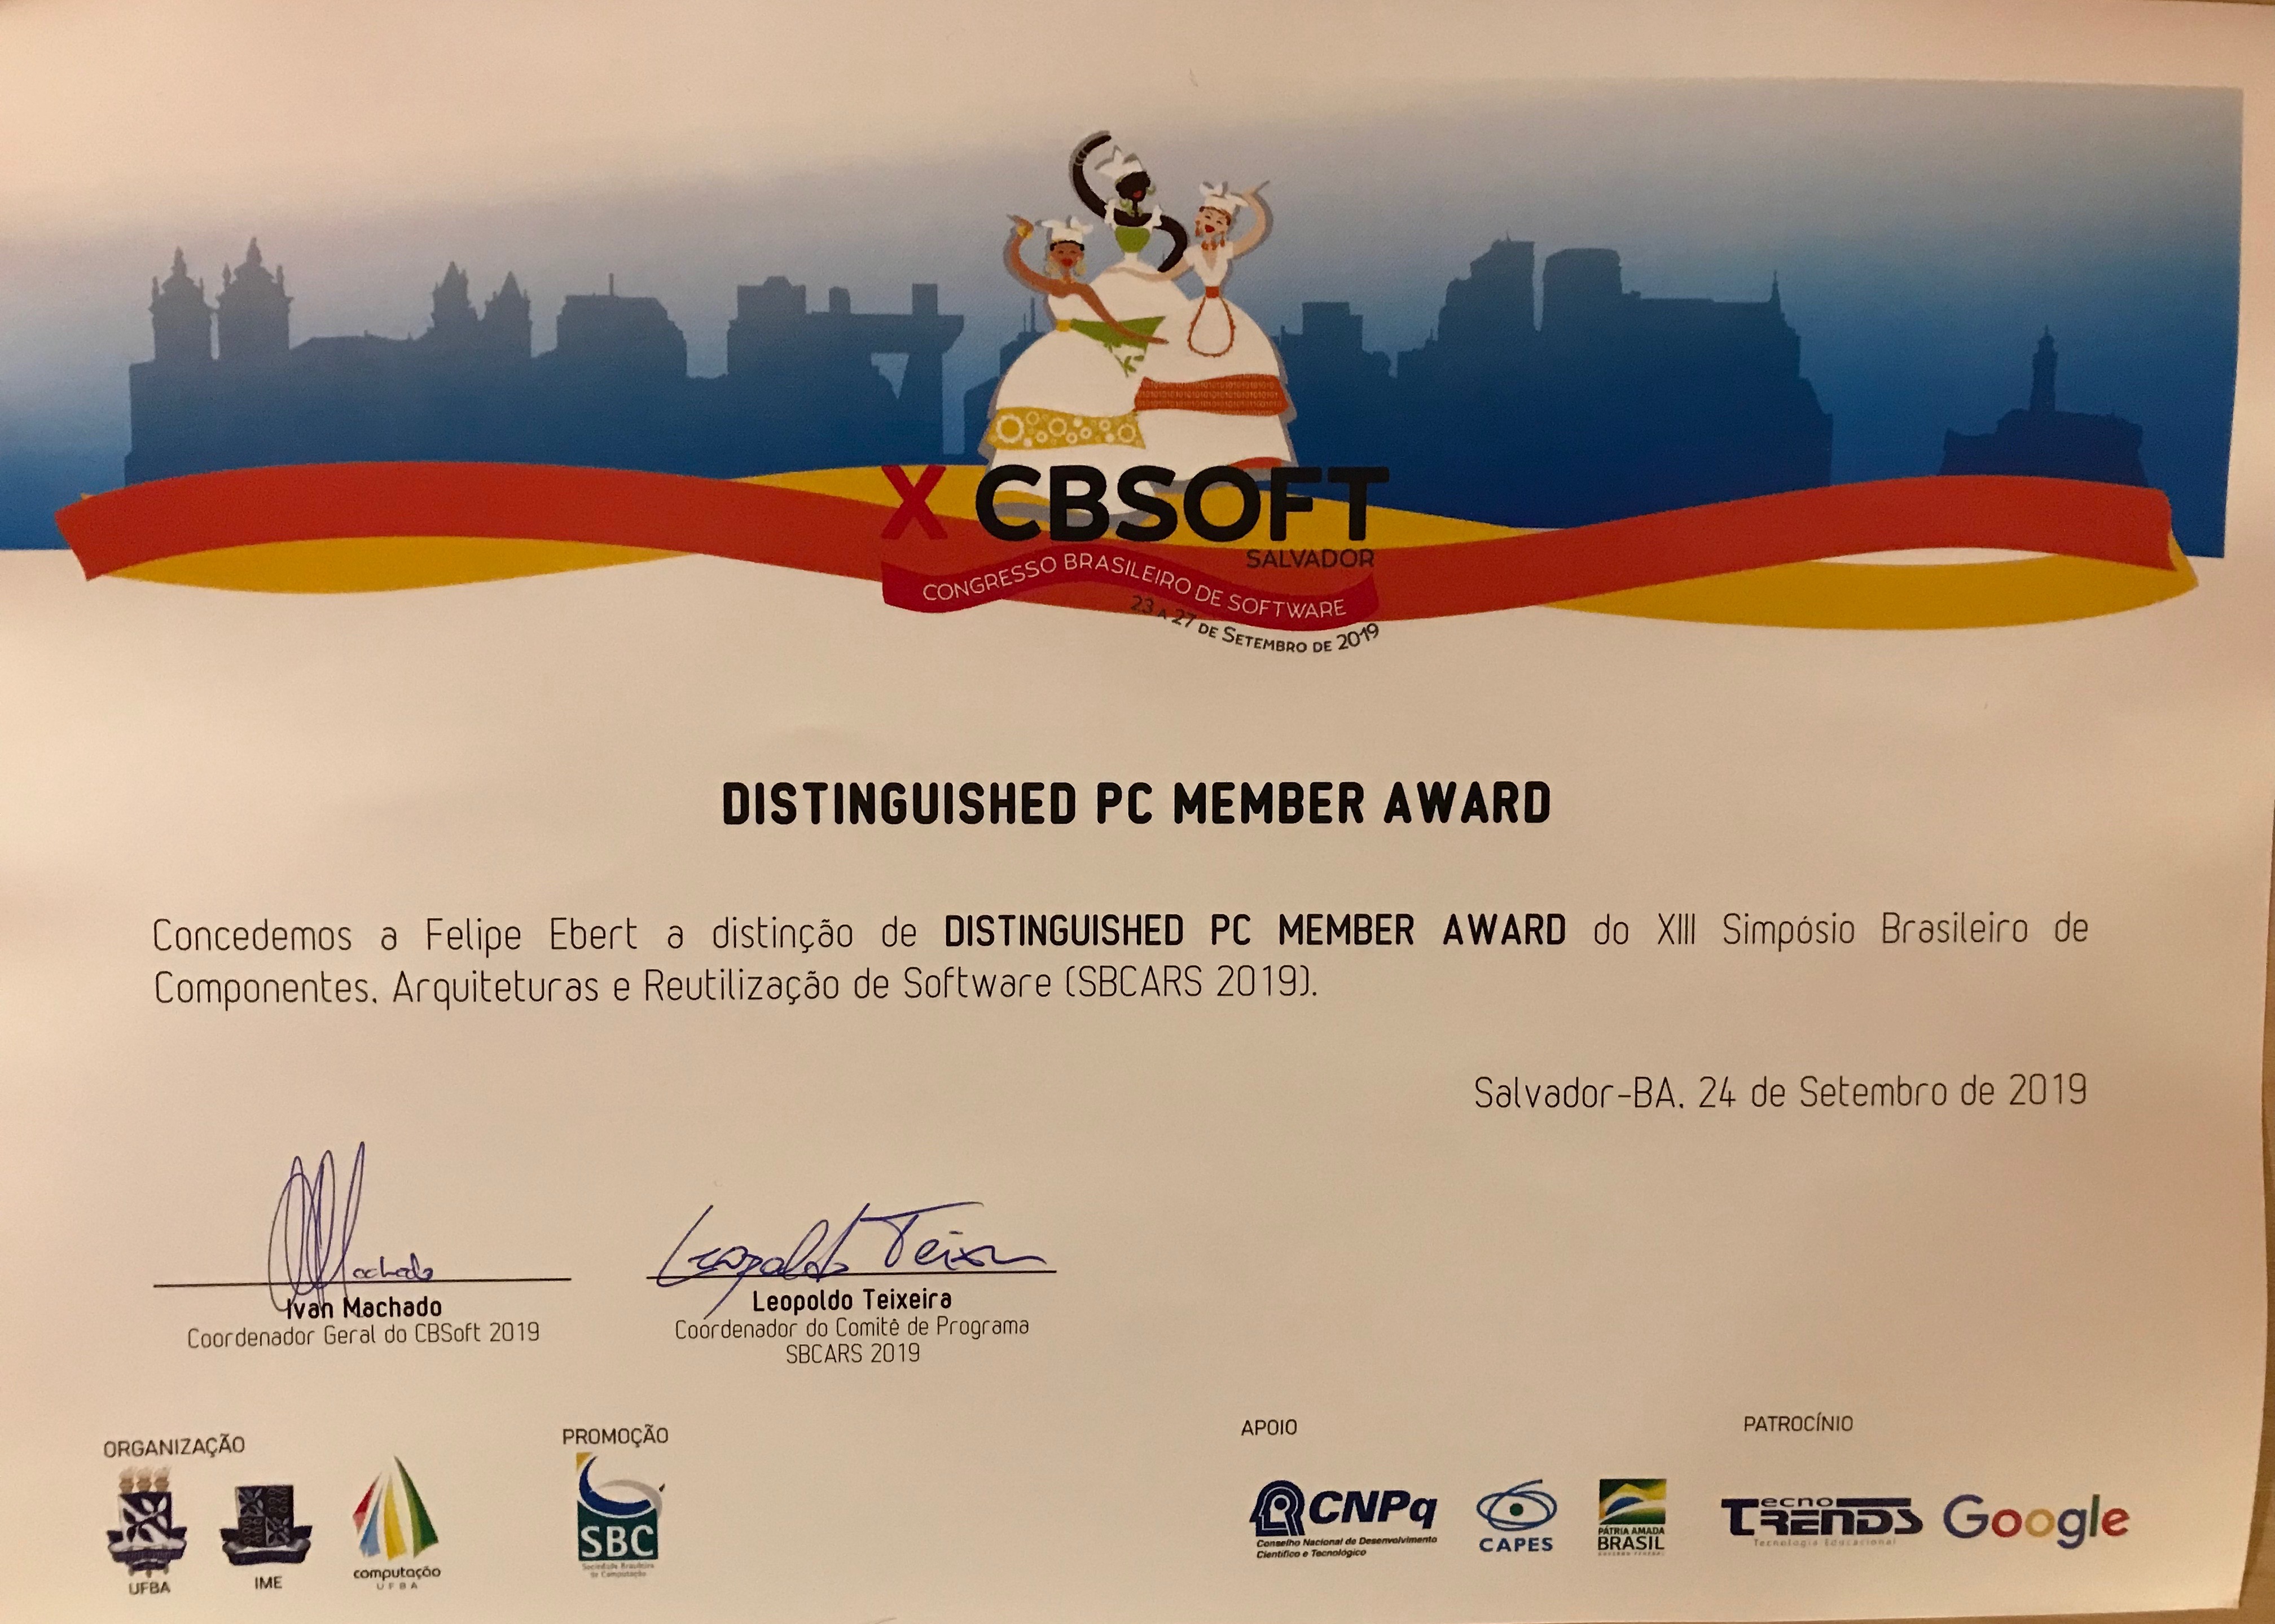 X CBSOFT
SALVADOR
CONGRESSO BRASILEIRO DE SOFTWARE
23 A 27 DE SETEMBRO DE 2019
DISTINGUISHED PC MEMBER AWARD
Concedemos a Felipe Ebert a distinção de DISTINGUISHED PC MEMBER AWARD do XIII Simpósio Brasileiro de
Componentes, Arquiteturas e Reutilização de Software (SBCARS 2019).
Salvador-BA, 24 de Setembro de 2019
Machado
Leopoldo Teixeira
Ivan Machado
Coordenador Geral do CBSoft 2019
Leopoldo Teixeira
Coordenador do Comitê de Programa
SBCARS 2019
ORGANIZAÇÃO
UFBA
IME
computação
UFBA
PROMOÇÃO
SBC
Sociedade Brasileira
de Computação
APOIO
CNPq
Conselho Nacional de Desenvolvimento
Científico e Tecnológico
CAPES
PÁTRIA AMADA
BRASIL
GOVERNO FEDERAL
PATROCÍNIO
Tecno
TRENDS
Tecnologia Educacional
Google